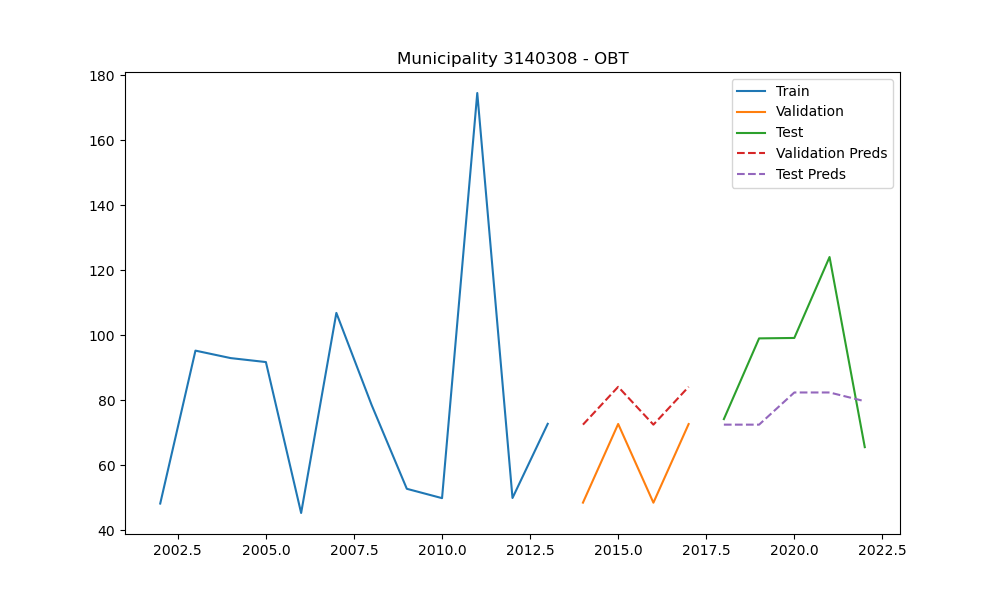 Municipality 3140308 - OBT
180
160
140
120
100
80
60
40
2002.5 2005.0 2007.5 2010.0 2012.5 2015.0 2017.5 2020.0 2022.5
Train
Validation
Test
Validation Preds
Test Preds